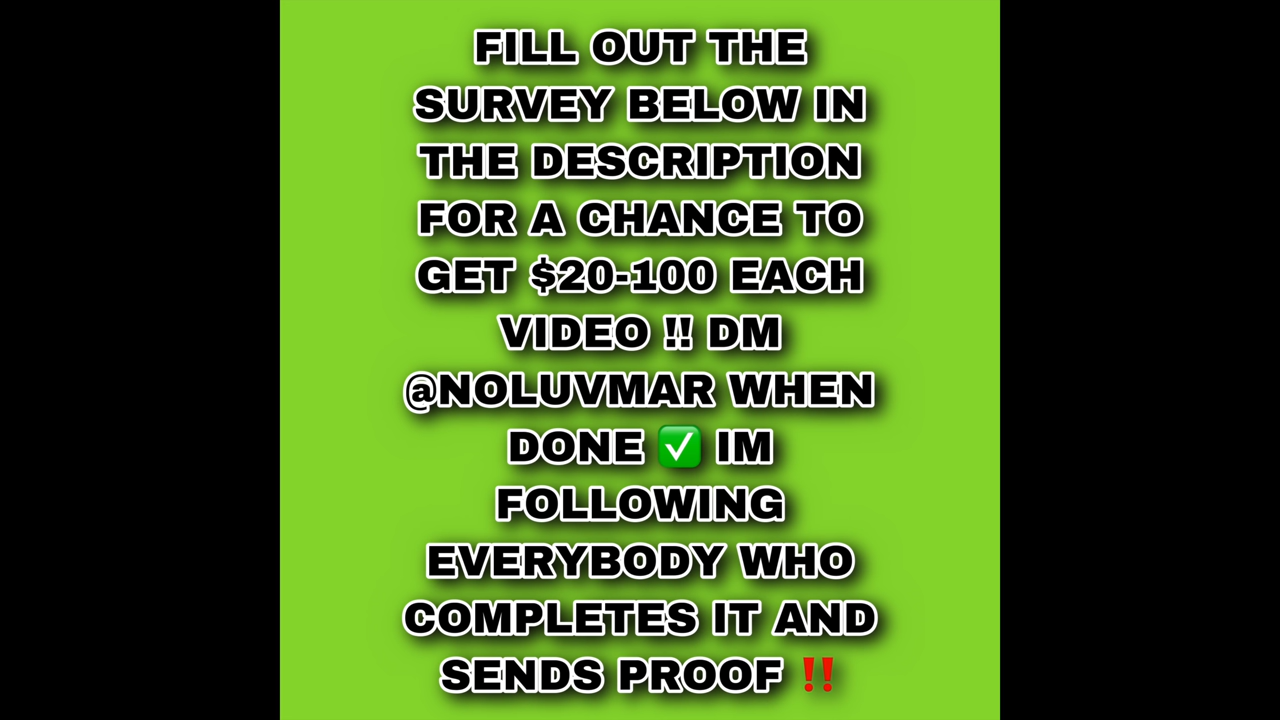 FILL OUT THE
SURVEY BELOW IN
THE DESCRIPTION
FOR A CHANCE TO
GET $20-100 EACH
VIDEO !! DM
@NOLUVMAR WHEN
DONE ✅ IM
FOLLOWING
EVERYBODY WHO
COMPLETES IT AND
SENDS PROOF ‼️